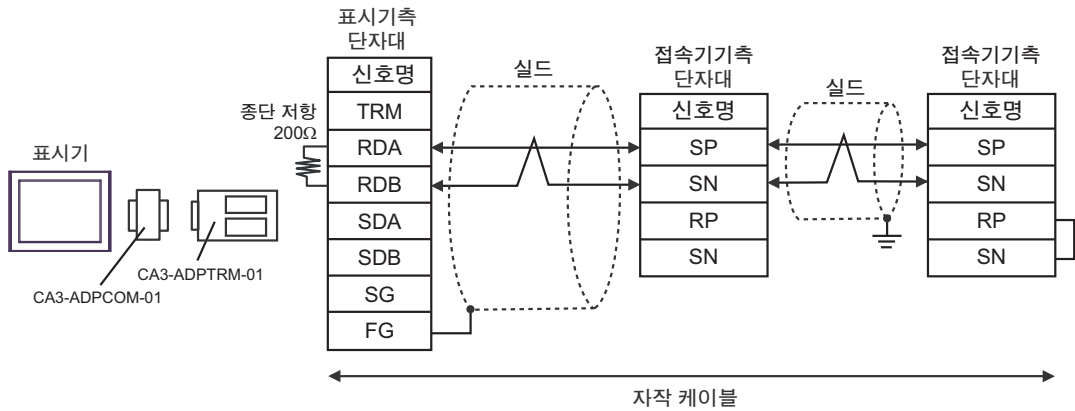 표시기
CA3-ADPCOM-01
CA3-ADPTRM-01
종단 저항
200Ω
표시기측
단자대
신호명
TRM
RDA
RDB
SDA
SDB
SG
FG
실드
접속기기측
단자대
신호명
SP
SN
RP
SN
실드
접속기기측
단자대
신호명
SP
SN
RP
SN
자작 케이블